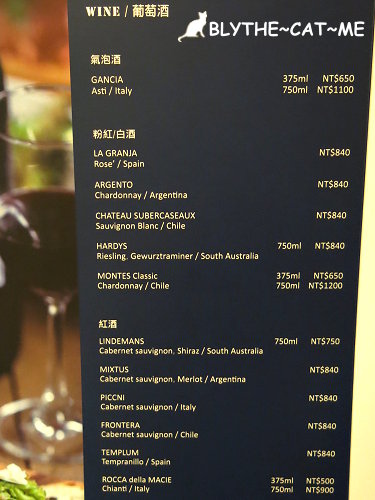 WINE / 葡萄酒
BLYTHE~CAT~ME
氣泡酒
GANCIA 375ml NT$650
Asti / Italy 750ml NT$1100
粉紅/白酒
LA GRANJA NT$840
Rose' / Spain
ARGENTO NT$840
Chardonnay / Argentina
CHATEAU SUBERCASEAUX NT$840
Sauvignon Blanc / Chile
HARDYS 750ml NT$840
Riesling, Gewurztraminer / South Australia
MONTES Classic 375ml NT$650
Chardonnay / Chile 750ml NT$1200
紅酒
LINDEMANS 750ml NT$750
Cabernet sauvignon, Shiraz / South Australia
MIXTUS NT$840
Cabernet sauvignon, Merlot / Argentina
PICCNI NT$840
Cabernet sauvignon / Italy
FRONTERA NT$840
Cabernet sauvignon / Chile
TEMPLUM NT$840
Tempranillo / Spain
ROCCA della MACIE 375ml NT$500
Chianti / Italy 750ml NT$900